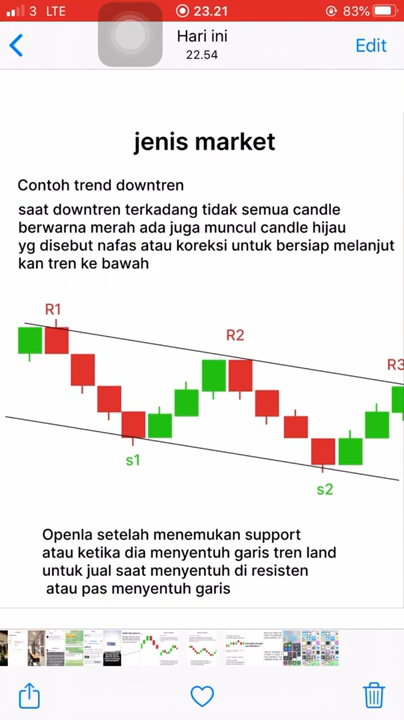 3 LTE
23.21
83%
Hari ini
22.54
Edit
jenis market
Contoh trend downtren
saat downtren terkadang tidak semua candle
berwarna merah ada juga muncul candle hijau
yg disebut nafas atau koreksi untuk bersiap melanjut
kan tren ke bawah
R1
R2
R3
s1
s2
Openla setelah menemukan support
atau ketika dia menyentuh garis tren land
untuk jual saat menyentuh di resisten
atau pas menyentuh garis